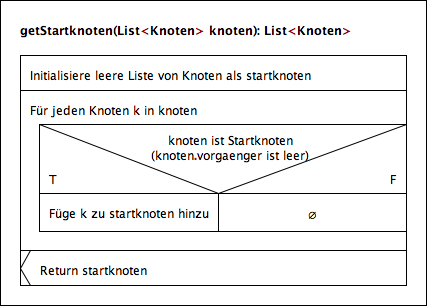 getStartknoten(List<Knoten> knoten): List<Knoten>
Initialisiere leere Liste von Knoten als startknoten
Für jeden Knoten k in knoten
knoten ist Startknoten
(knoten.vorgaenger ist leer)
T F
Füge k zu startknoten hinzu ∅
Return startknoten